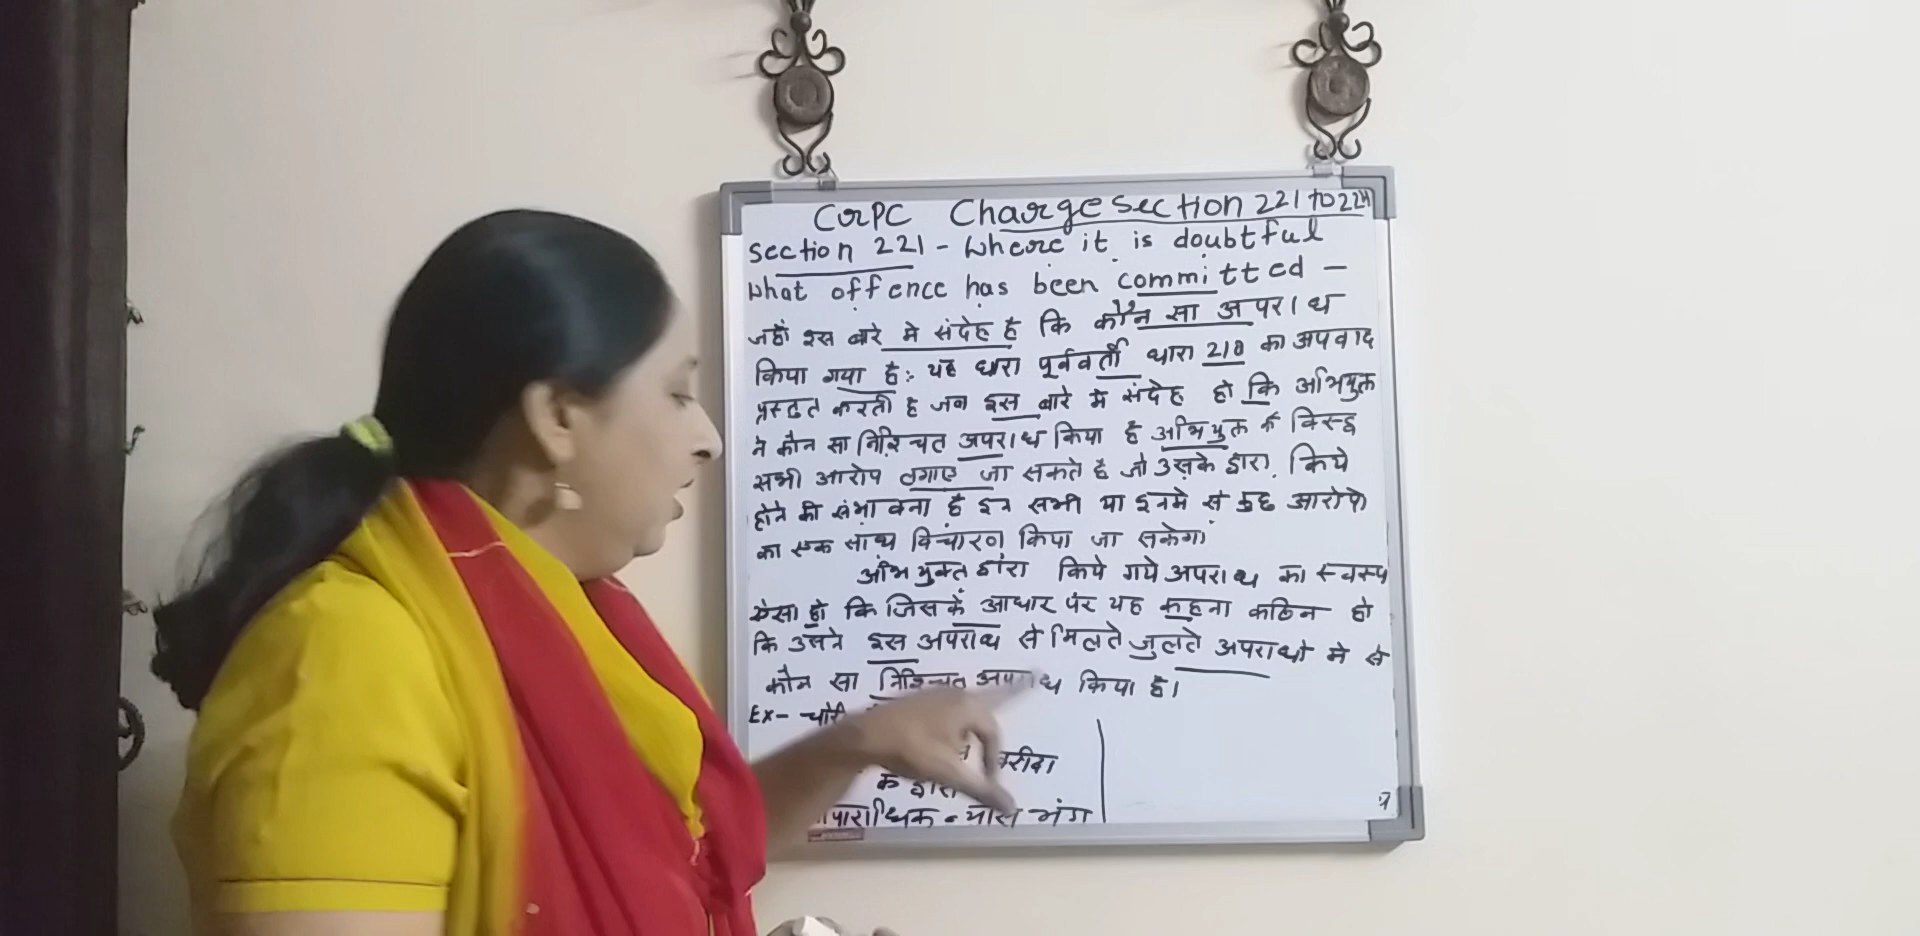 CrPC Charge Section 221 to 224
Section 221 - Where it is doubtful
What offence has been committed -
जहाँ इस बारे मे संदेह है कि कौन सा अपराध
किया गया है :- यह धारा पूर्ववर्ती धारा 218 का अपवाद
प्रस्तुत करती है जब इस बारे मे संदेह हो कि अभियुक्त
ने कौन सा निश्चित अपराध किया है अभियुक्त के विरुद्ध
सभी आरोप लगाए जा सकते है जो उसके द्वारा किये
होने की संभावना है इन सभी या इनमे से कुछ आरोपो
का एक साथ विचारण किया जा सकेगा
अभियुक्त द्वारा किये गये अपराध का स्वरूप
ऐसा हो कि जिसके आधार पर यह कहना कठिन हो
कि उसने इस अपराध से मिलते जुलते अपराधो मे से
कौन सा निश्चित अपराध किया है।
Ex- चोरी
के द्वारा
भंग